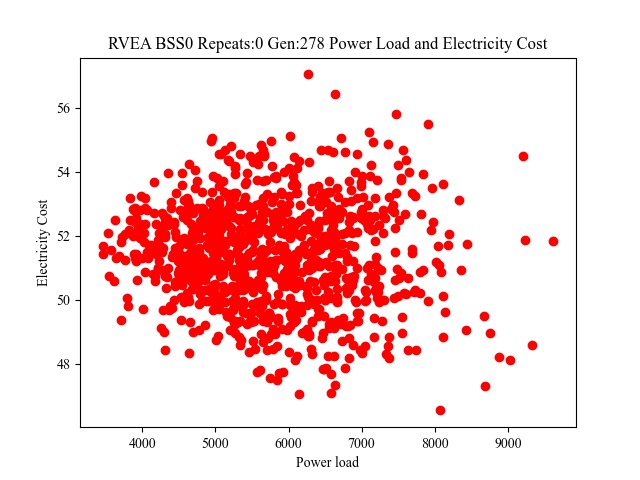 RVEA BSS0 Repeats:0 Gen:278 Power Load and Electricity Cost
56
54
52
50
48
Electricity Cost
4000 5000 6000 7000 8000 9000
Power load